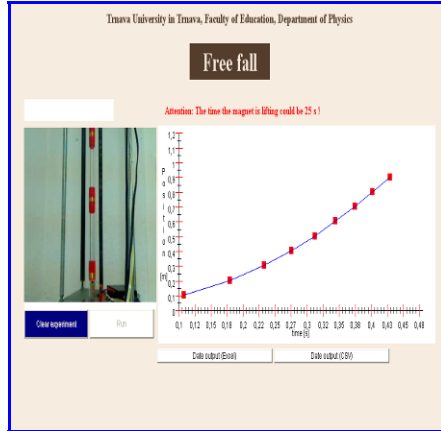 Trnava University in Trnava, Faculty of Education, Department of Physics
Free fall
Attention: The time the magnet is lifting could be 25 s !
1,2
1,1
1
0,9
0,8
0,7
0,6
0,5
0,4
0,3
0,2
0,1
0
Position [m]
0,1 0,12 0,15 0,18 0,2 0,22 0,25 0,27 0,3 0,32 0,35 0,38 0,4 0,43 0,45 0,48
time [s]
Clear experiment
Run
Date output (Excel)
Date output (CSV)